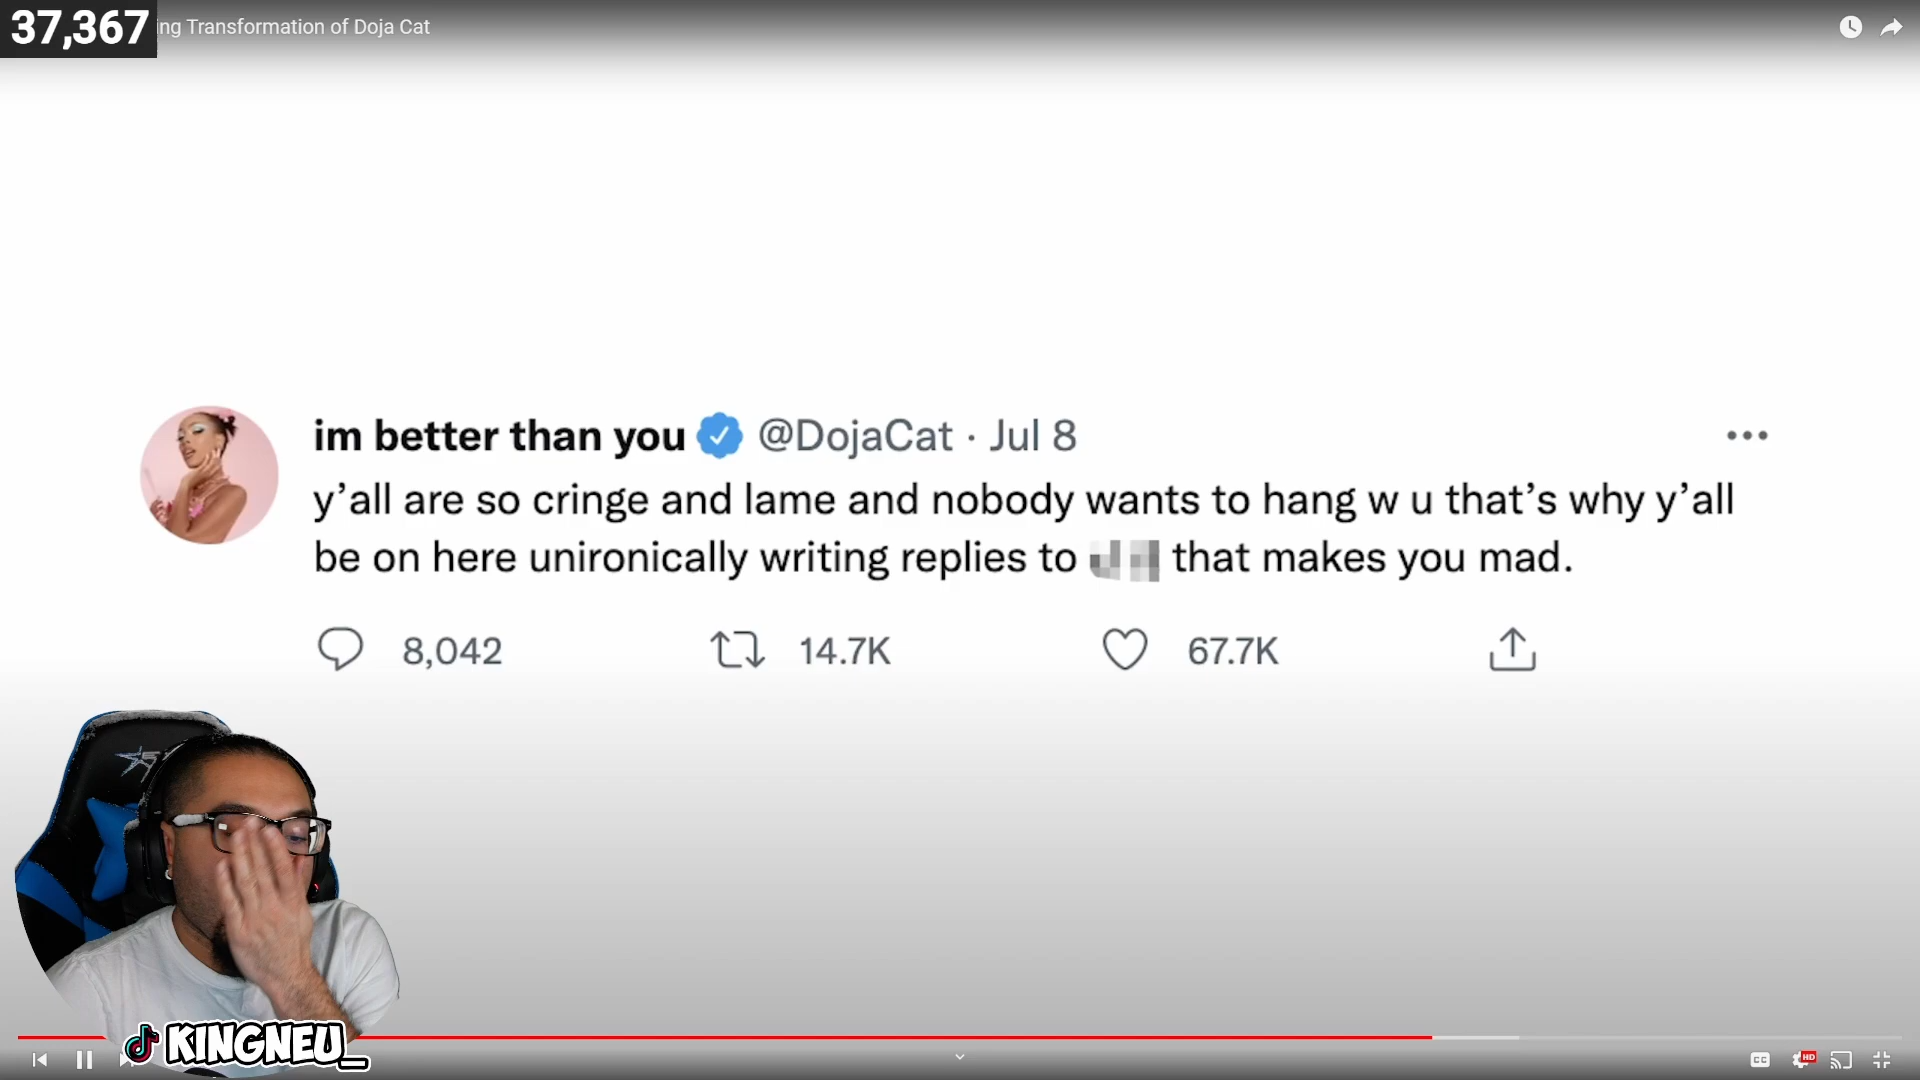 37,367
ing Transformation of Doja Cat
im better than you @DojaCat · Jul 8
y’all are so cringe and lame and nobody wants to hang w u that’s why y’all
be on here unironically writing replies to that makes you mad.
8,042 14.7K 67.7K
KINGNEU_
CC HD